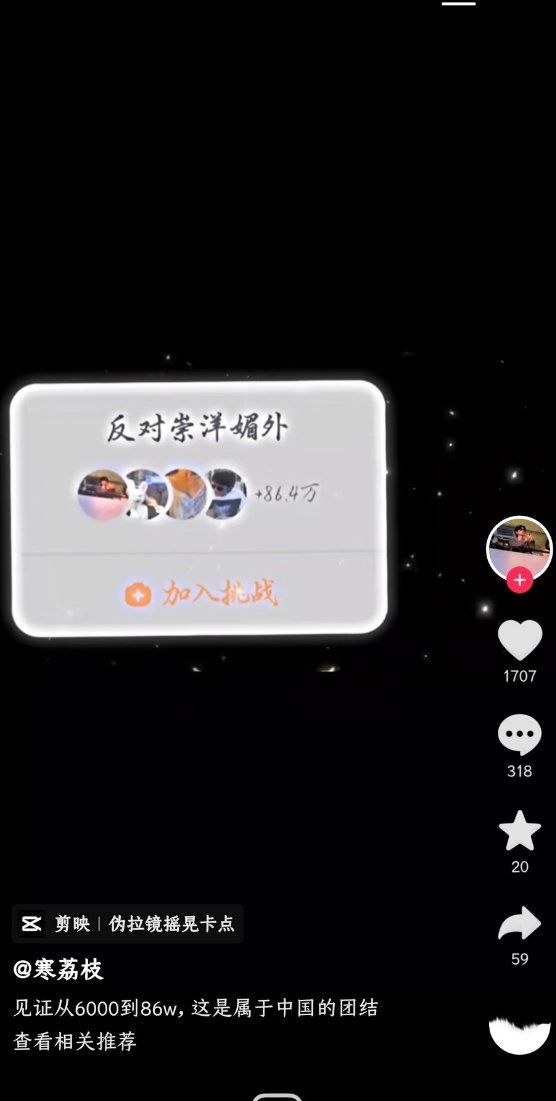 反对崇洋媚外
+86.4万
加入挑战
1707
318
20
59
剪映 | 伪拉镜摇晃卡点
@寒荔枝
见证从6000到86w, 这是属于中国的团结
查看相关推荐